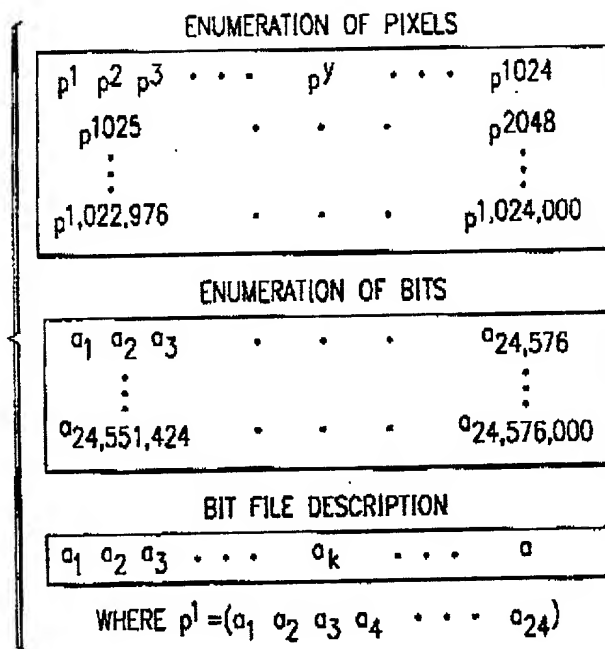 ENUMERATION OF PIXELS
p1 p2 p3 · · · pY · · · p1024
p1025 · · · p2048
⋮ ⋮
p1,022,976 · · · p1,024,000
ENUMERATION OF BITS
a1 a2 a3 · · · a24,576
⋮ ⋮
a24,551,424 · · · a24,576,000
BIT FILE DESCRIPTION
a1 a2 a3 · · · ak · · · a
WHERE p1 =(a1 a2 a3 a4 · · · a24)